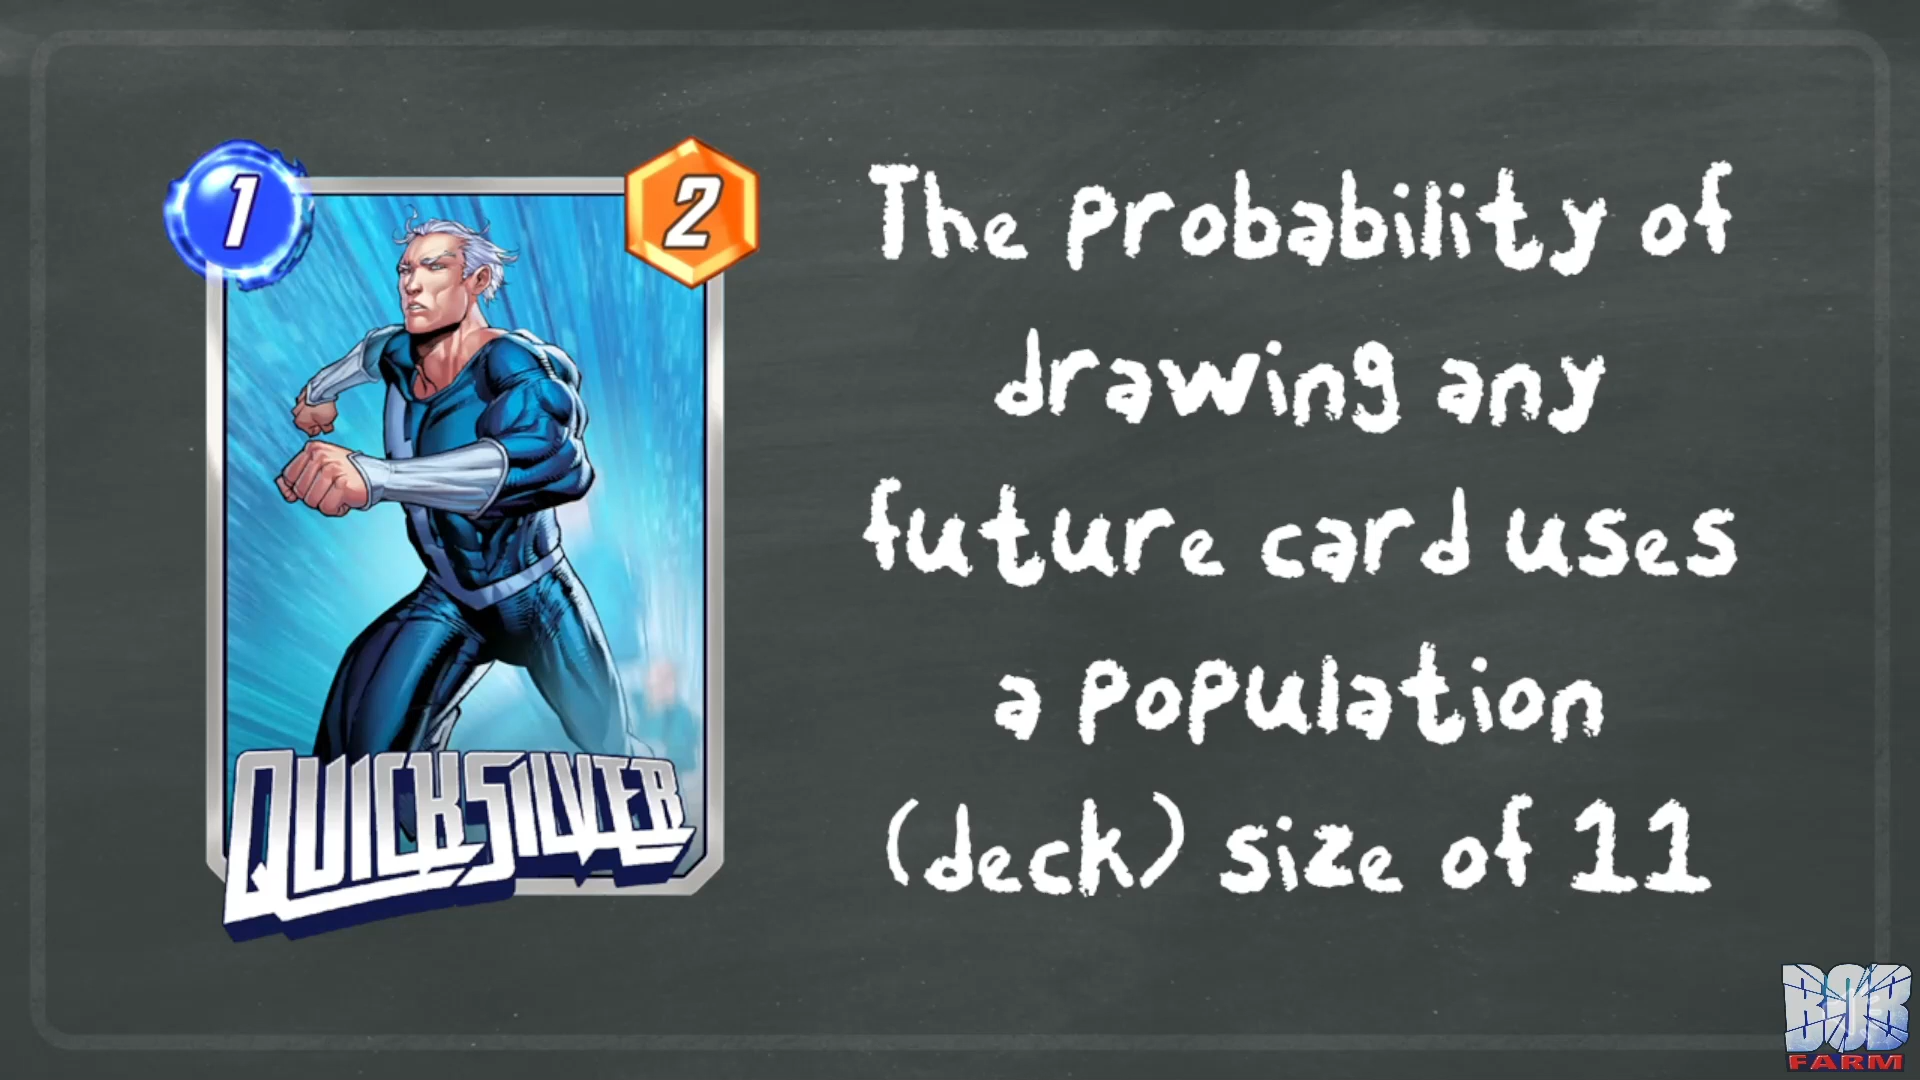 1
2
QUICKSILVER
The probability of
drawing any
future card uses
a population
(deck) size of 11
BOB
FARM